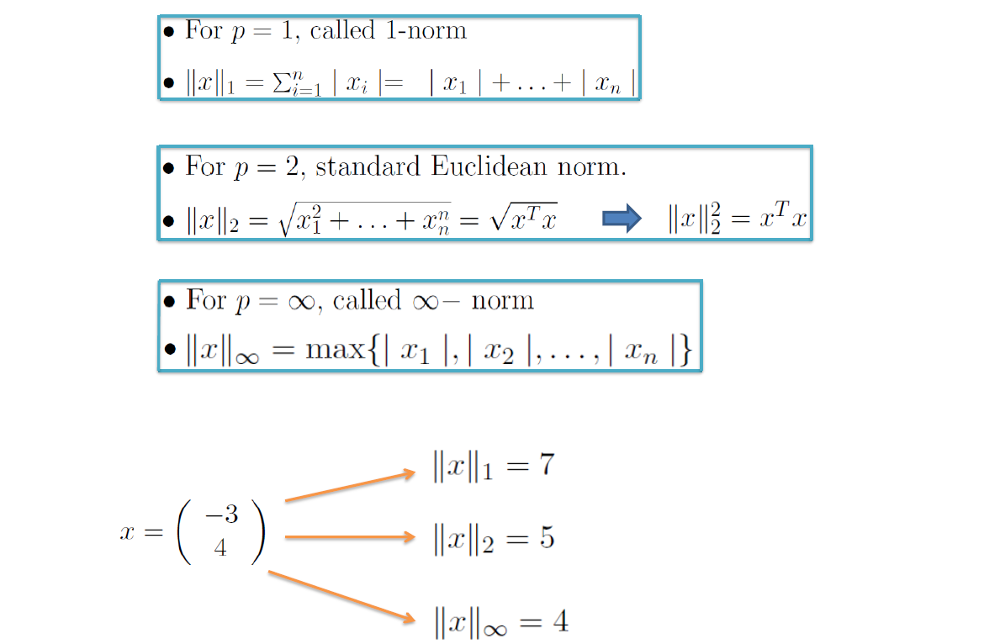 • For p = 1, called 1-norm
• ‖x‖₁ = Σⁿᵢ₌₁ | xᵢ |= | x₁ | + . . . + | xₙ |
• For p = 2, standard Euclidean norm.
• ‖x‖₂ = √(x₁² + . . . + xₙⁿ) = √(xᵀx) ‖x‖₂² = xᵀx
• For p = ∞, called ∞− norm
• ‖x‖∞ = max{| x₁ |, | x₂ |, . . . , | xₙ |}
‖x‖₁ = 7
x = ( −3
4 )
‖x‖₂ = 5
‖x‖∞ = 4